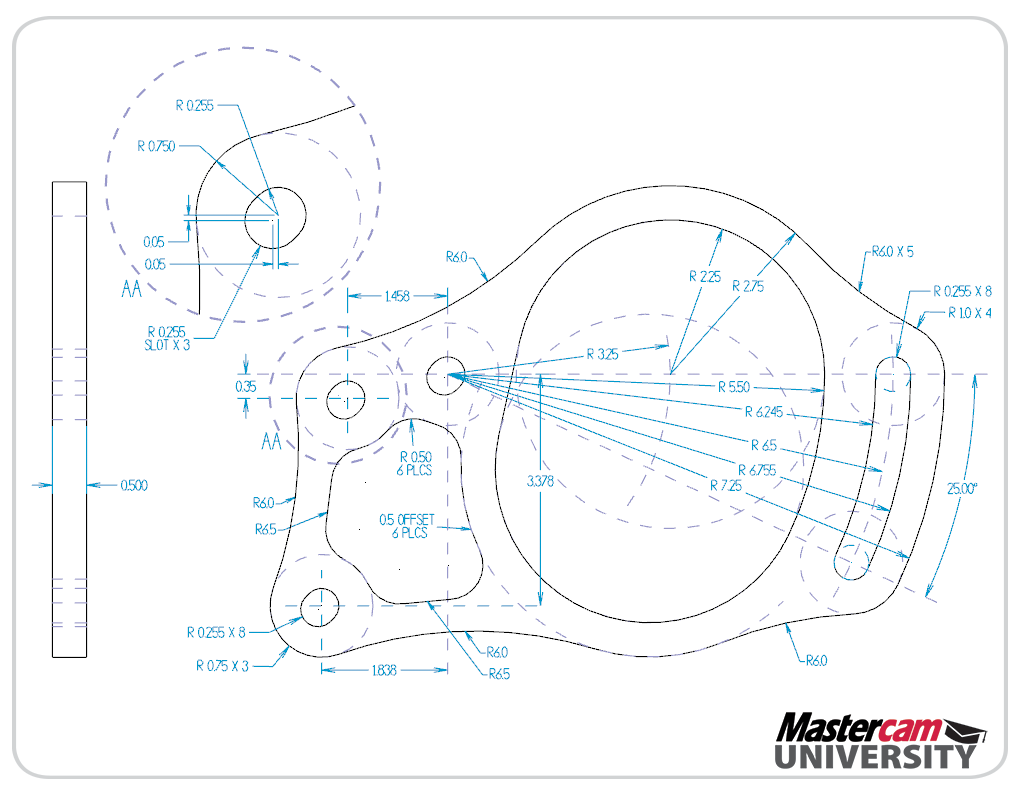 R 0.255
R 0.750
0.05
0.05
AA
R 0.255
SLOT X 3
R6.0
R6.0 X 5
R 2.25
R 2.75
R 0.255 X 8
R 1.0 X 4
1.458
R 3.25
0.35
R 5.50
R 6.245
AA
R 0.50
6 PLCS
R 6.5
R 6.755
3.378
R 7.25
0.500
25.00°
R6.0
R6.5
0.5 OFFSET
6 PLCS
R 0.255 X 8
R6.0
R 0.75 X 3
1.838
R6.5
R6.0
Mastercam
UNIVERSITY